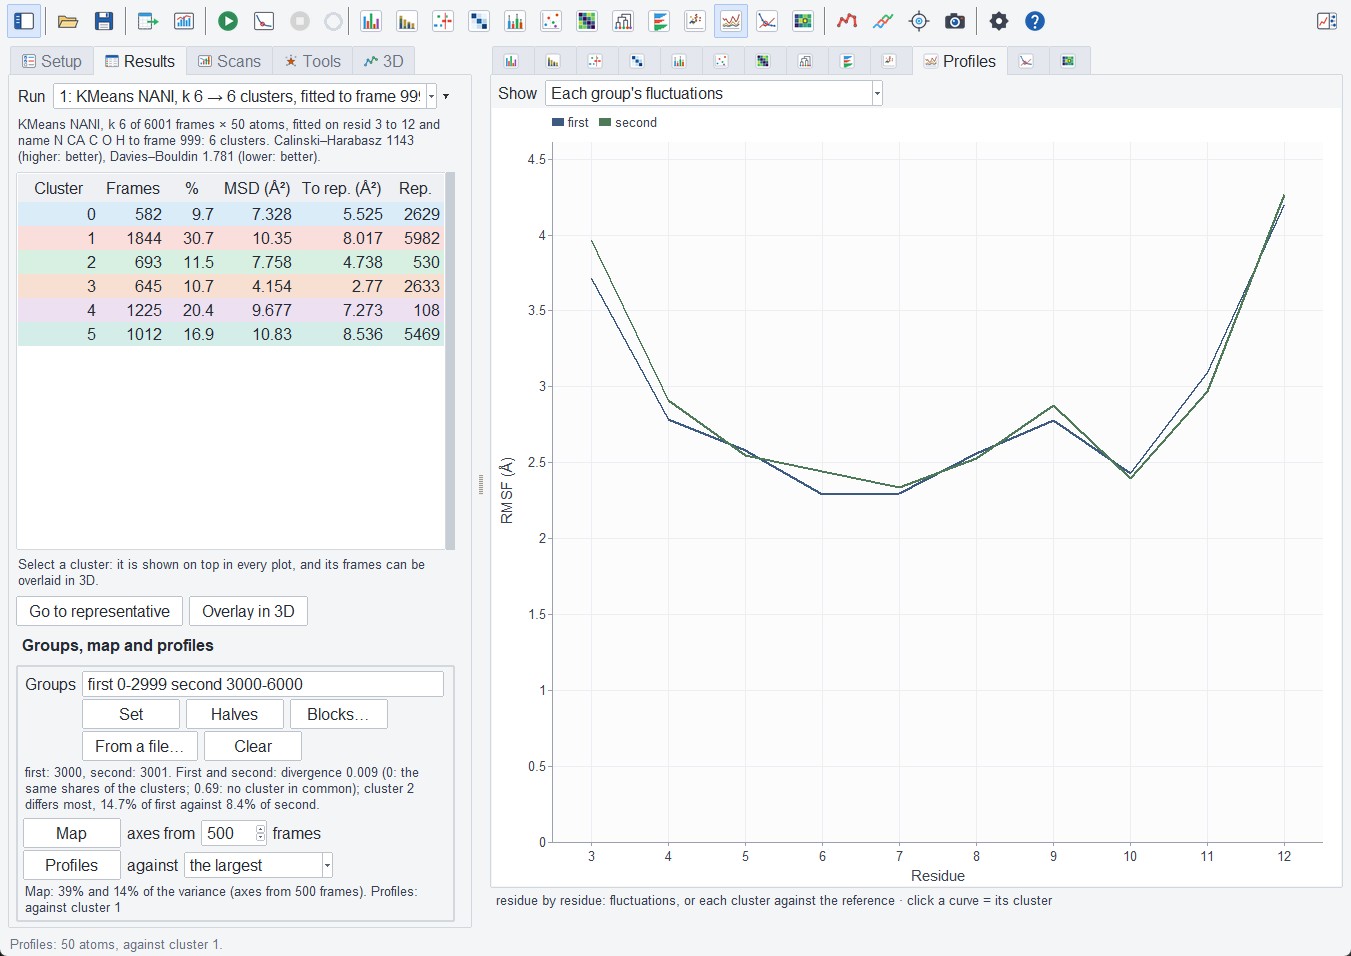 Setup
Results
Scans
Tools
3D
Profiles
Run
1: KMeans NANI, k 6 → 6 clusters, fitted to frame 999
KMeans NANI, k 6 of 6001 frames × 50 atoms, fitted on resid 3 to 12 and
name N CA C O H to frame 999: 6 clusters. Calinski–Harabasz 1143
(higher: better), Davies–Bouldin 1.781 (lower: better).
Cluster Frames % MSD (Å²) To rep. (Å²) Rep.
0 582 9.7 7.328 5.525 2629
1 1844 30.7 10.35 8.017 5982
2 693 11.5 7.758 4.738 530
3 645 10.7 4.154 2.77 2633
4 1225 20.4 9.677 7.273 108
5 1012 16.9 10.83 8.536 5469
Select a cluster: it is shown on top in every plot, and its frames can be
overlaid in 3D.
Go to representative
Overlay in 3D
Groups, map and profiles
Groups first 0-2999 second 3000-6000
Set
Halves
Blocks...
From a file...
Clear
first: 3000, second: 3001. First and second: divergence 0.009 (0: the
same shares of the clusters; 0.69: no cluster in common); cluster 2
differs most, 14.7% of first against 8.4% of second.
Map axes from 500 frames
Profiles against the largest
Map: 39% and 14% of the variance (axes from 500 frames). Profiles:
against cluster 1
Profiles: 50 atoms, against cluster 1.
Show Each group's fluctuations
first second
4.5
4
3.5
3
2.5
2
1.5
1
0.5
0
RMSF (Å)
3 4 5 6 7 8 9 10 11 12
Residue
residue by residue: fluctuations, or each cluster against the reference · click a curve = its cluster